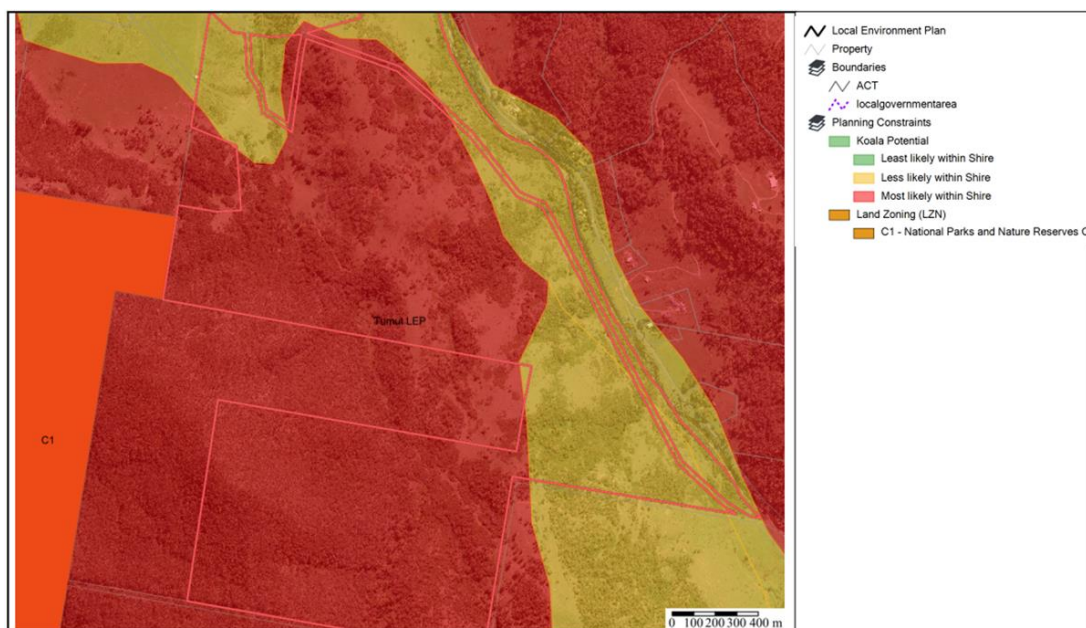 Local Environment Plan
Property
Boundaries
ACT
localgovernmentarea
Planning Constraints
Koala Potential
Least likely within Shire
Less likely within Shire
Most likely within Shire
Land Zoning (LZN)
C1 - National Parks and Nature Reserves
Tumut LEP
C1
0 100 200 300 400 m